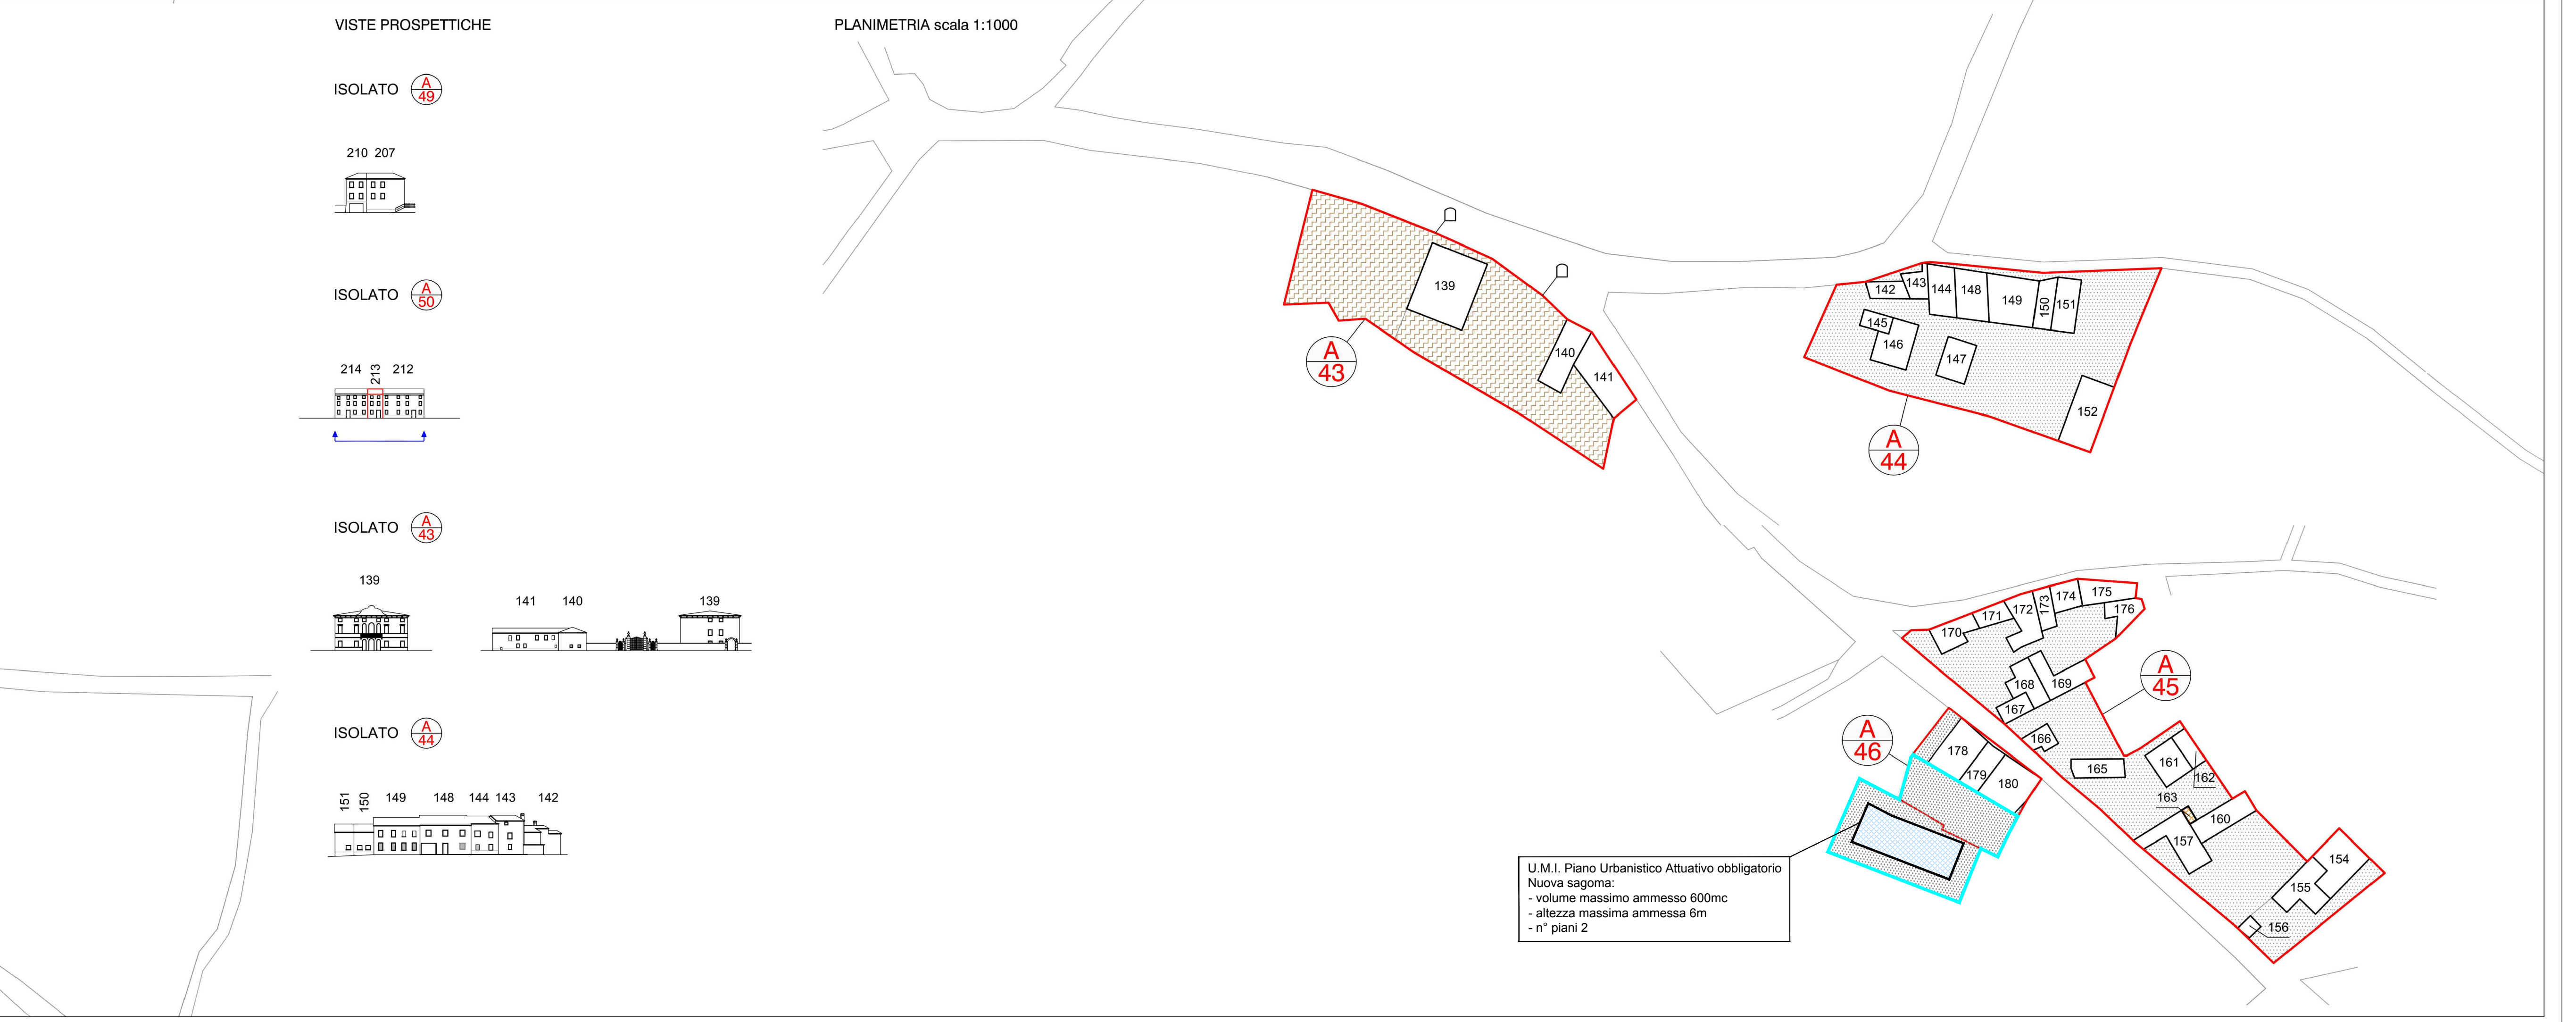 VISTE PROSPETTICHE
ISOLATO A 49
210 207
ISOLATO A 50
214 213 212
ISOLATO A 43
139
141 140 139
ISOLATO A 44
151 150 149 148 144 143 142
PLANIMETRIA scala 1:1000
139
140
141
A
43
142
143
144
148
149
150
151
145
146
147
152
A
44
170
171
172
173
174
175
176
168
169
167
166
165
A
45
161
162
163
160
157
154
155
156
A
46
178
179
180
U.M.I. Piano Urbanistico Attuativo obbligatorio
Nuova sagoma:
- volume massimo ammesso 600mc
- altezza massima ammessa 6m
- n° piani 2